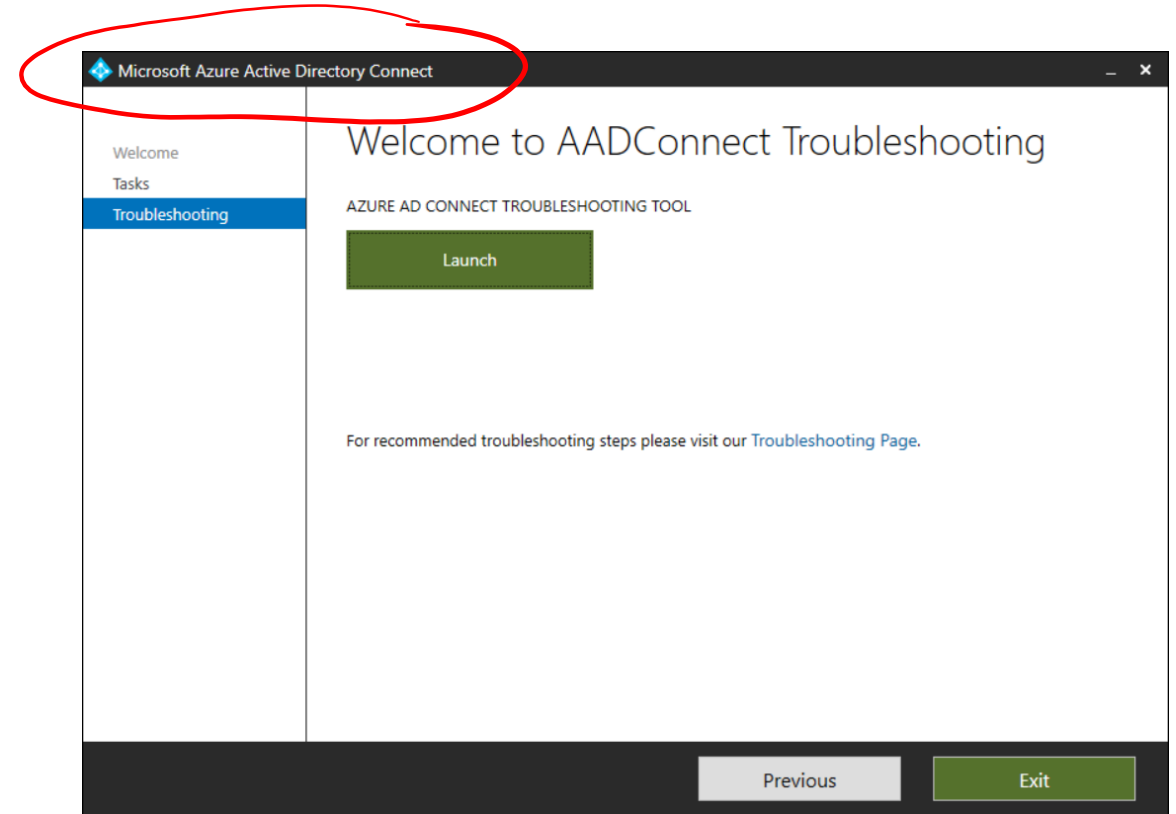 Microsoft Azure Active Directory Connect
Welcome
Tasks
Troubleshooting
Welcome to AADConnect Troubleshooting
AZURE AD CONNECT TROUBLESHOOTING TOOL
Launch
For recommended troubleshooting steps please visit our Troubleshooting Page.
Previous
Exit